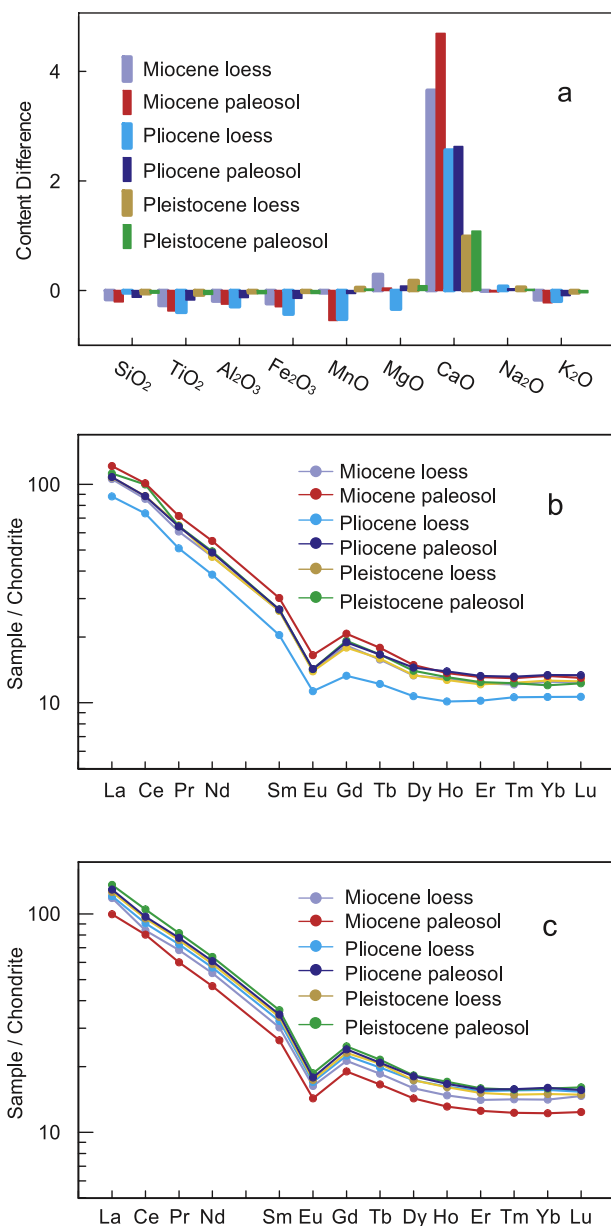 4
2
0
Content Difference
a
Miocene loess
Miocene paleosol
Pliocene loess
Pliocene paleosol
Pleistocene loess
Pleistocene paleosol
SiO₂ TiO₂ Al₂O₃ Fe₂O₃ MnO MgO CaO Na₂O K₂O
100
10
Sample / Chondrite
b
Miocene loess
Miocene paleosol
Pliocene loess
Pliocene paleosol
Pleistocene loess
Pleistocene paleosol
La Ce Pr Nd Sm Eu Gd Tb Dy Ho Er Tm Yb Lu
100
10
Sample / Chondrite
c
Miocene loess
Miocene paleosol
Pliocene loess
Pliocene paleosol
Pleistocene loess
Pleistocene paleosol
La Ce Pr Nd Sm Eu Gd Tb Dy Ho Er Tm Yb Lu